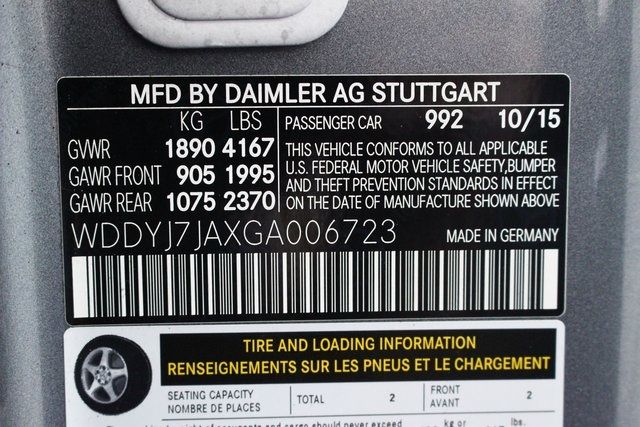 MFD BY DAIMLER AG STUTTGART
KG LBS
GVWR 1890 4167
GAWR FRONT 905 1995
GAWR REAR 1075 2370
PASSENGER CAR 992 10/15
THIS VEHICLE CONFORMS TO ALL APPLICABLE
U.S. FEDERAL MOTOR VEHICLE SAFETY,BUMPER
AND THEFT PREVENTION STANDARDS IN EFFECT
ON THE DATE OF MANUFACTURE SHOWN ABOVE
WDDYJ7JAXGA006723
MADE IN GERMANY
TIRE AND LOADING INFORMATION
RENSEIGNEMENTS SUR LES PNEUS ET LE CHARGEMENT
SEATING CAPACITY
NOMBRE DE PLACES
TOTAL 2
FRONT
AVANT
2
kg or
lbs.